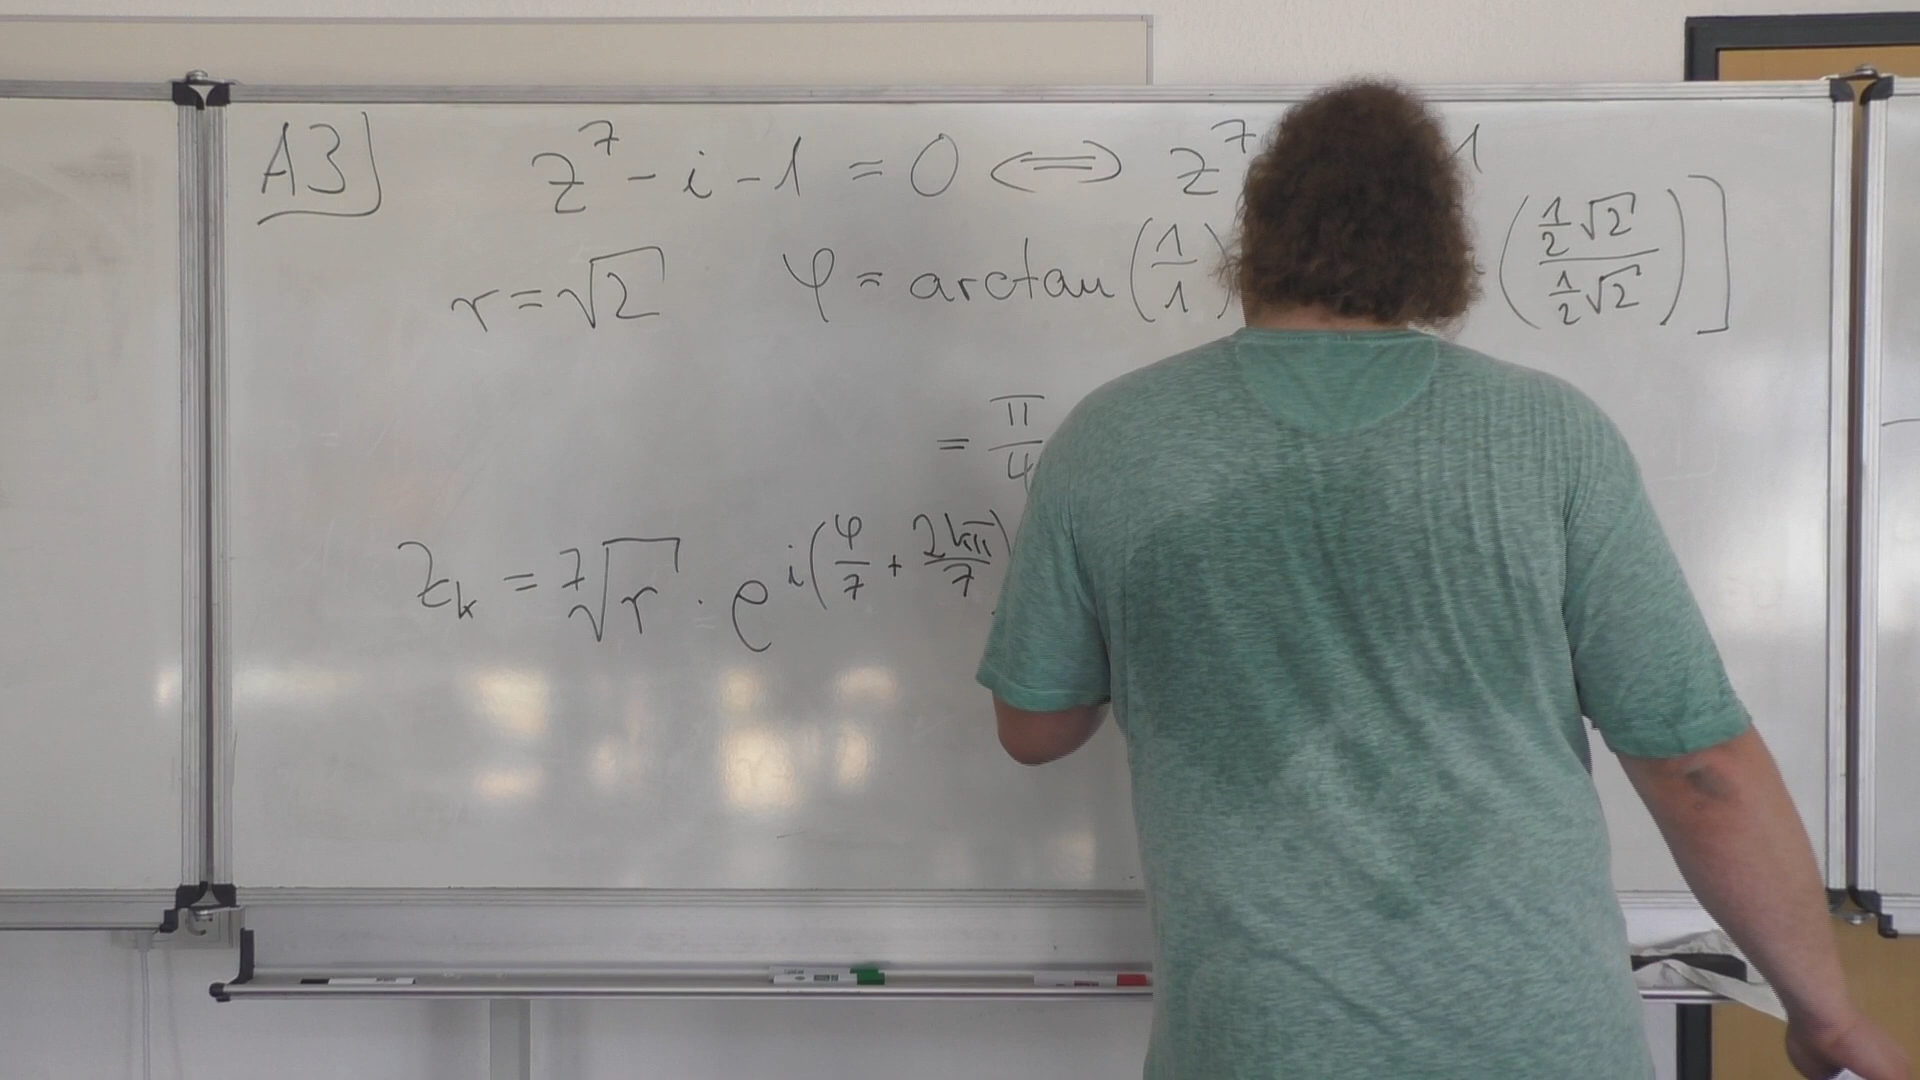 A3) z⁷ - i - 1 = 0 ⇔ z⁷ 1
r = √2 φ = arctan (1/1) (½√2 / ½√2)]
= π/4
z_k = ⁷√r · e^{i(φ/7 + 2kπ/7)}